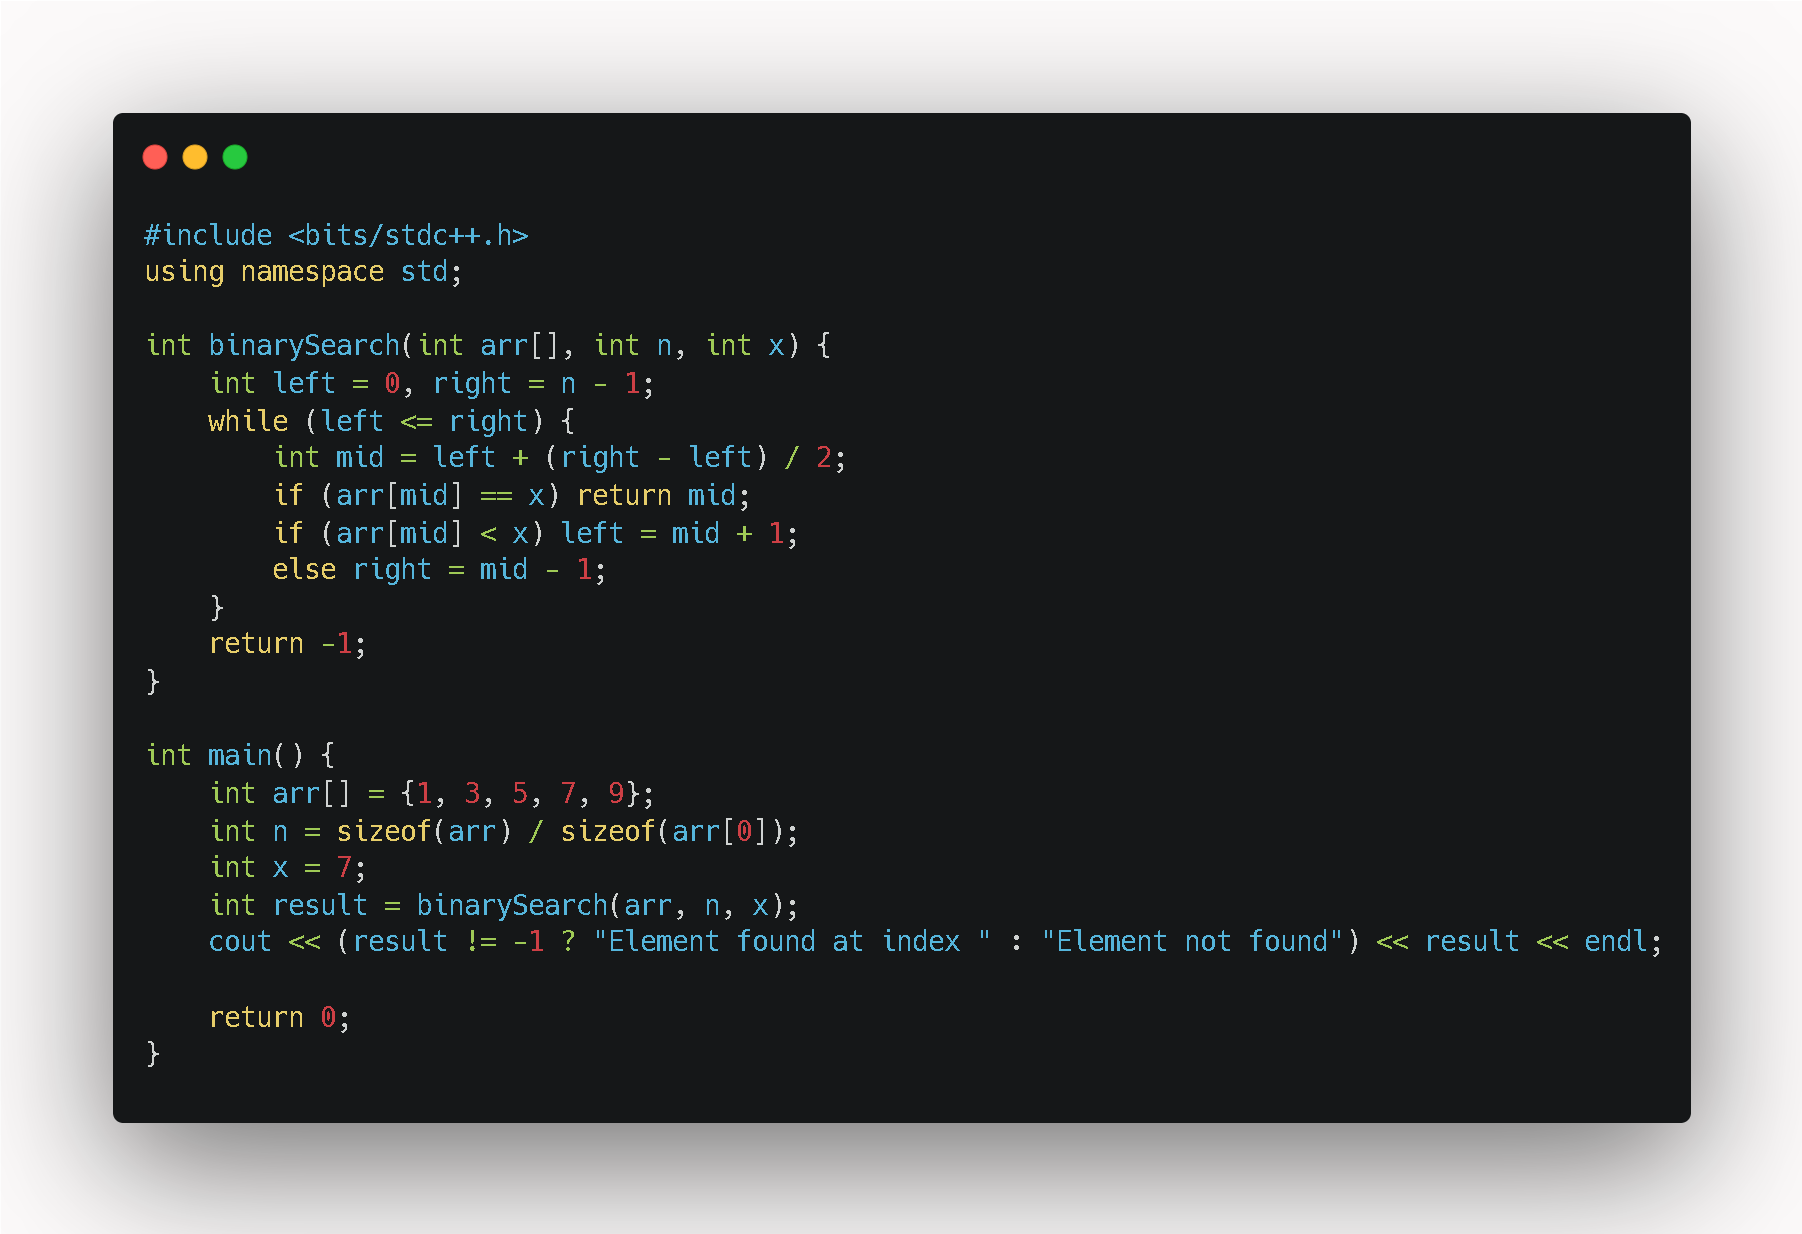 #include <bits/stdc++.h>
using namespace std;

int binarySearch(int arr[], int n, int x) {
    int left = 0, right = n - 1;
    while (left <= right) {
        int mid = left + (right - left) / 2;
        if (arr[mid] == x) return mid;
        if (arr[mid] < x) left = mid + 1;
        else right = mid - 1;
    }
    return -1;
}

int main() {
    int arr[] = {1, 3, 5, 7, 9};
    int n = sizeof(arr) / sizeof(arr[0]);
    int x = 7;
    int result = binarySearch(arr, n, x);
    cout << (result != -1 ? "Element found at index " : "Element not found") << result << endl;

    return 0;
}